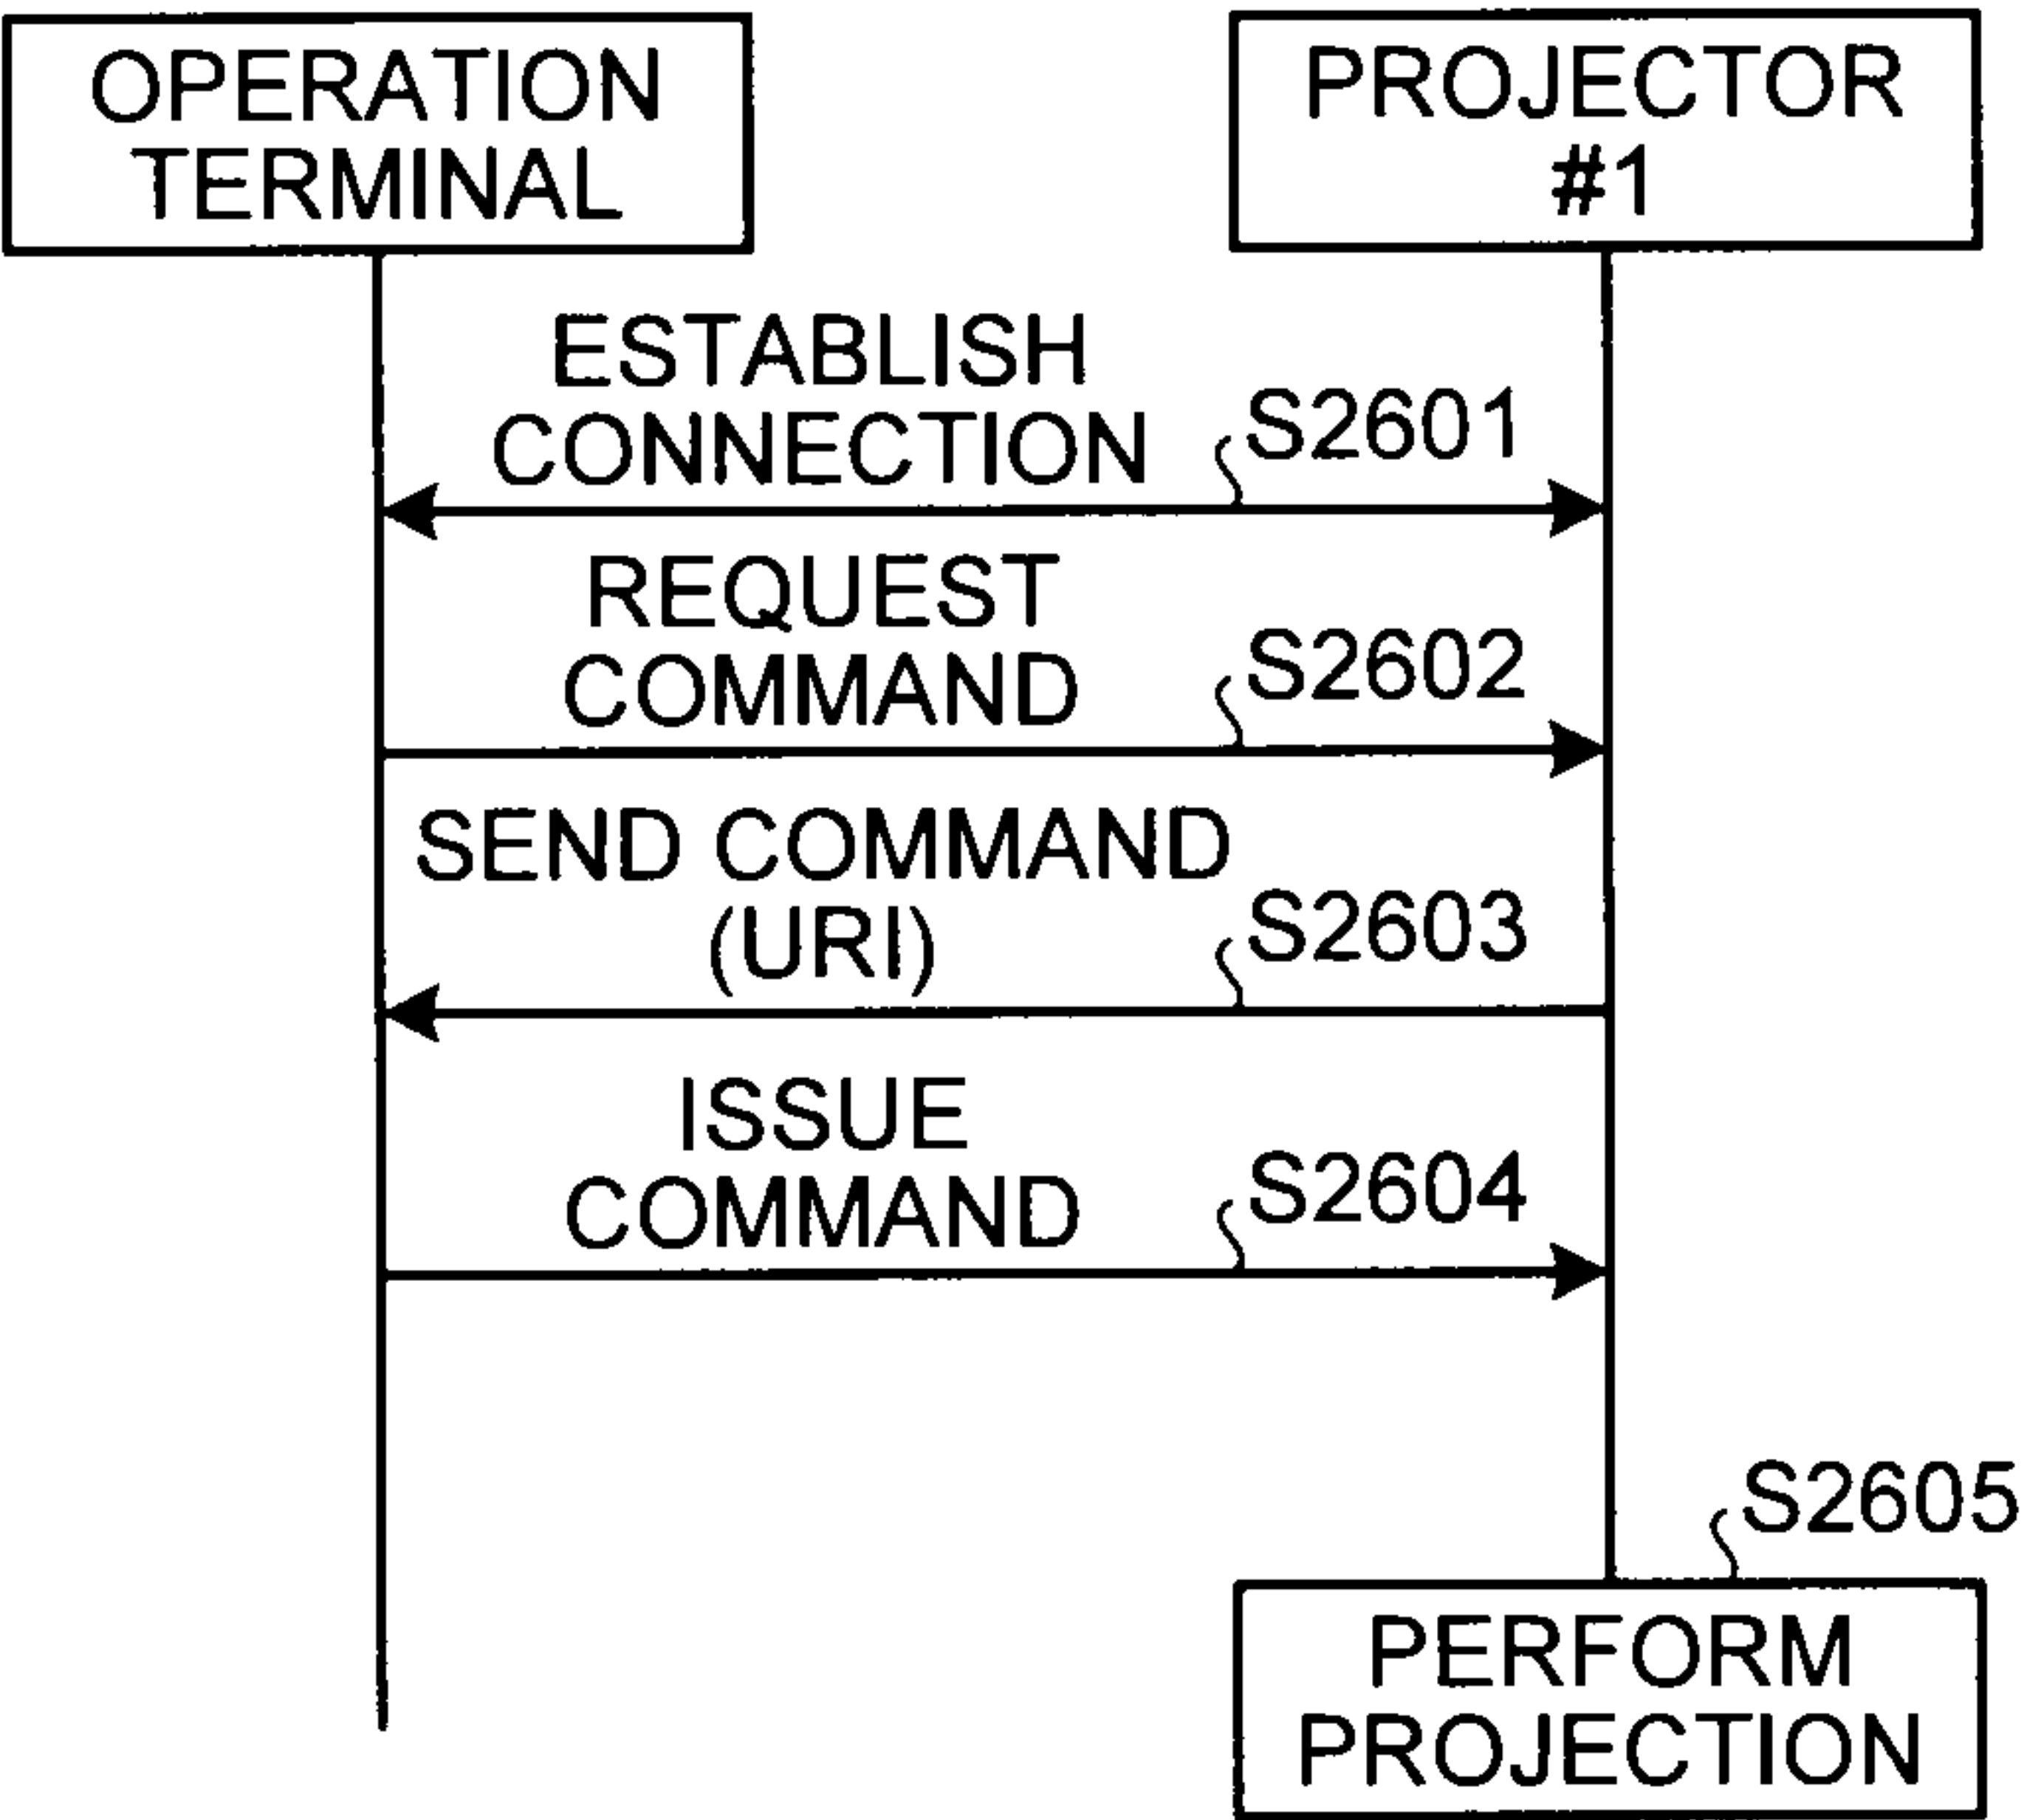 OPERATION
TERMINAL
PROJECTOR
#1
ESTABLISH
CONNECTION
S2601
REQUEST
COMMAND
S2602
SEND COMMAND
(URI)
S2603
ISSUE
COMMAND
S2604
S2605
PERFORM
PROJECTION